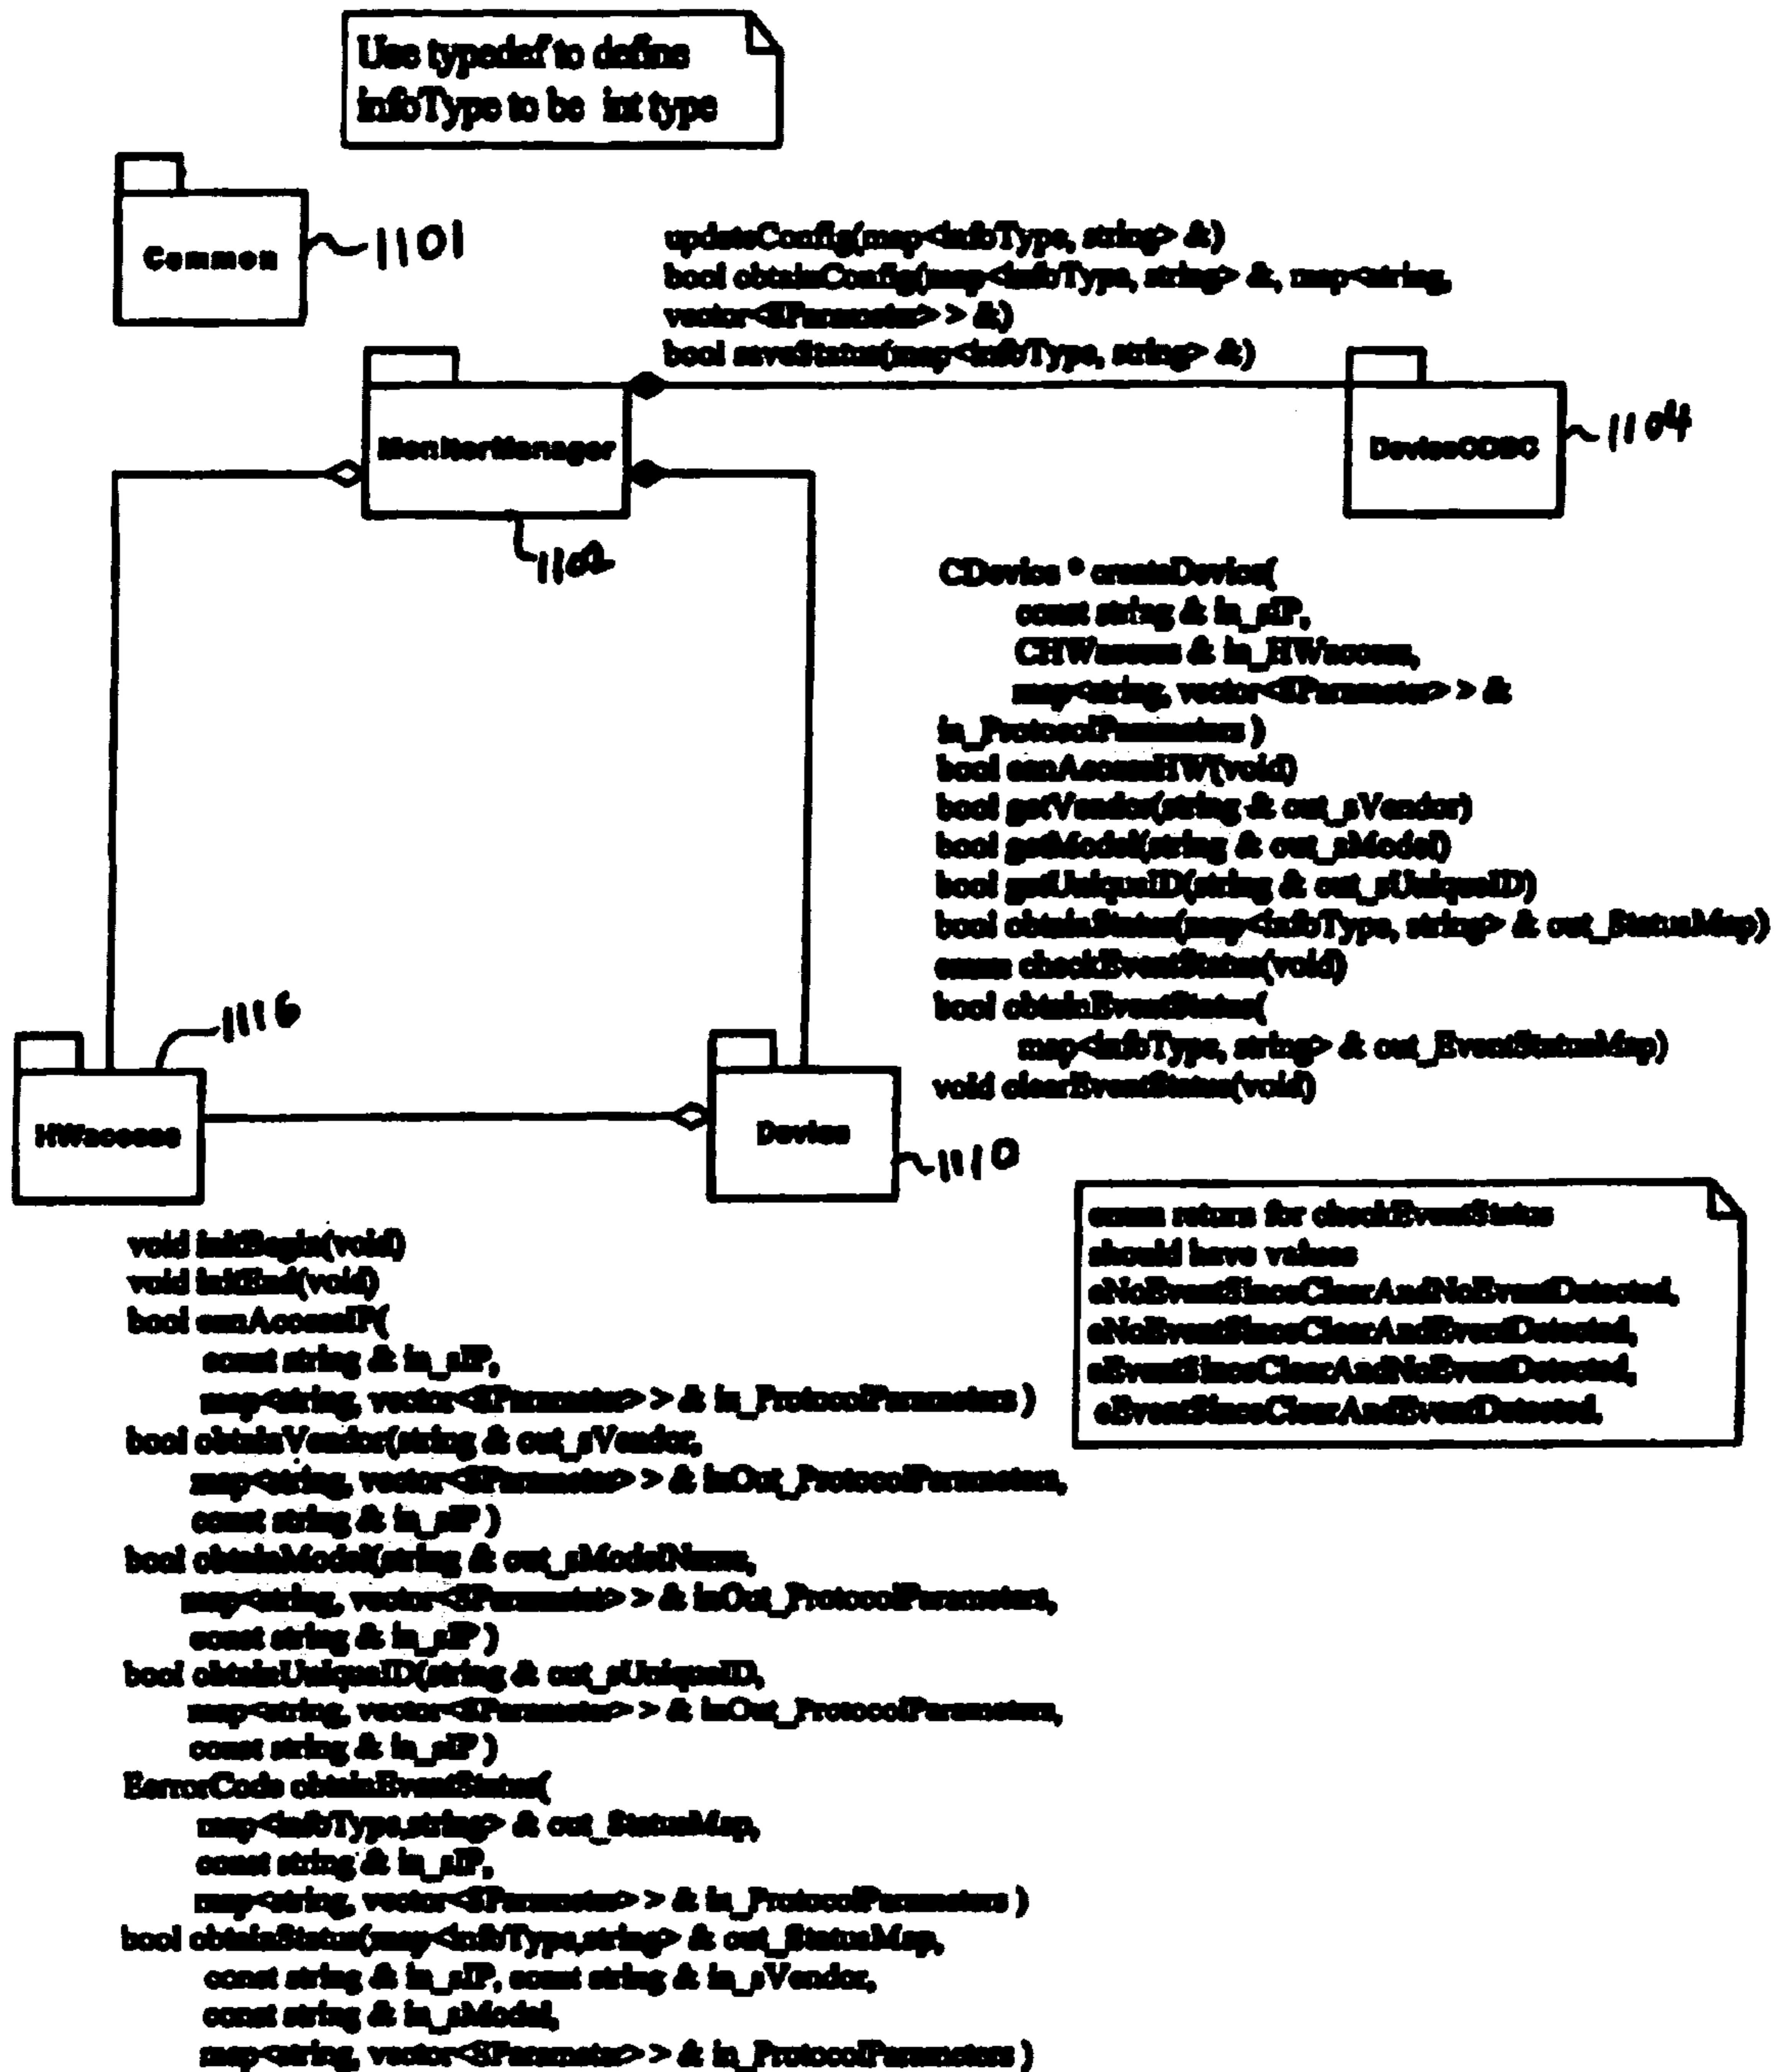 Use typedef to define
infoType to be int type
Common
1101
updateConfig(map<infoType, string> &)
bool obtainConfig(map<infoType, string> &, map<string,
vector<SParameter> > &)
bool saveStatus(map<infoType, string> &)
MonitorManager
DeviceODBC
1104
1102
CDevice * createDevice(
const string & in_sIP,
CHWaccess & in_HWaccess,
map<string, vector<SParameter> > &
in_ProtocolParameters )
bool canAccessHW(void)
bool getVendor(string & out_sVendor)
bool getModel(string & out_sModel)
bool getUniqueID(string & out_sUniqueID)
bool obtainStatus(map<infoType, string> & out_StatusMap)
enum checkEventStatus(void)
bool obtainEventStatus(
map<infoType, string> & out_EventStatusMap)
void clearEventStatus(void)
1116
HWaccess
Device
1110
enum return for checkEventStatus
should have values
eNoEventSinceClearAndNoEventDetected,
eNoEventSinceClearAndEventDetected,
eEventSinceClearAndNoEventDetected,
eEventSinceClearAndEventDetected,
void initBegin(void)
void initEnd(void)
bool canAccessIP(
const string & in_sIP,
map<string, vector<SParameter> > & in_ProtocolParameters )
bool obtainVendor(string & out_sVendor,
map<string, vector<SParameter> > & inOut_ProtocolParameters,
const string & in_sIP )
bool obtainModel(string & out_sModelName,
map<string, vector<SParameter> > & inOut_ProtocolParameters,
const string & in_sIP )
bool obtainUniqueID(string & out_sUniqueID,
map<string, vector<SParameter> > & inOut_ProtocolParameters,
const string & in_sIP )
EerrorCode obtainEventStatus(
map<infoType,string> & out_StatusMap,
const string & in_sIP,
map<string, vector<SParameter> > & in_ProtocolParameters )
bool obtainStatus(map<infoType,string> & out_StatusMap,
const string & in_sIP, const string & in_sVendor,
const string & in_sModel,
map<string, vector<SParameter> > & in_ProtocolParameters )